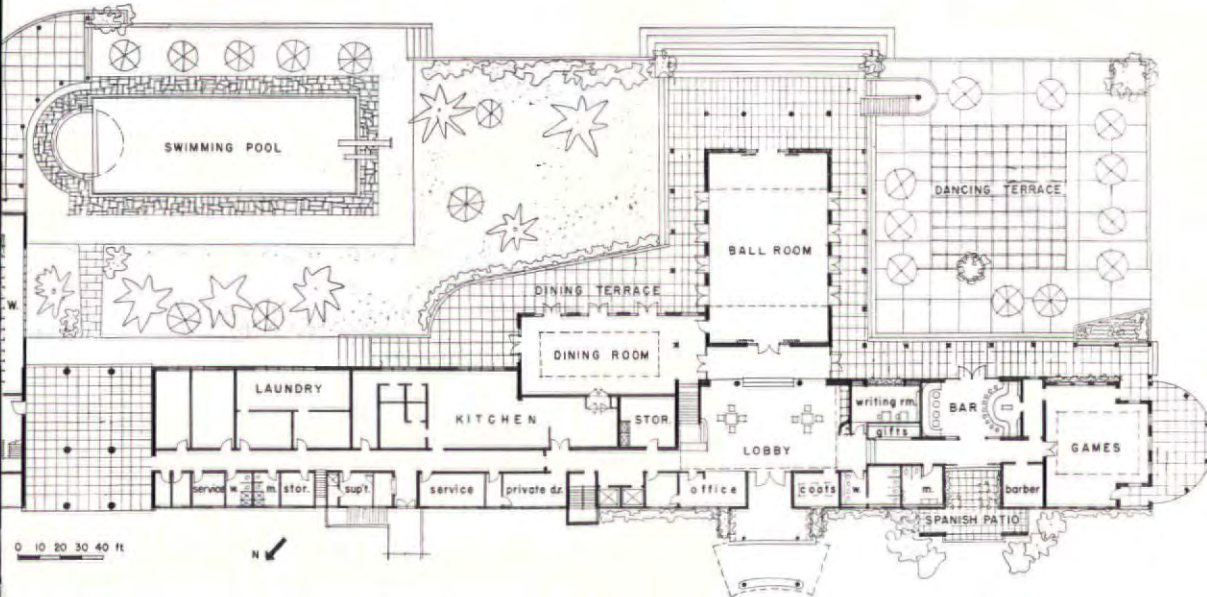 SWIMMING POOL
DANCING TERRACE
BALL ROOM
W.
DINING TERRACE
DINING ROOM
LAUNDRY
KITCHEN
STOR.
LOBBY
writing rm.
gifts
BAR
GAMES
service
w.
m.
stor.
sup't.
service
private d.r.
office
coats
w.
m.
barber
SPANISH PATIO
0 10 20 30 40 ft
N